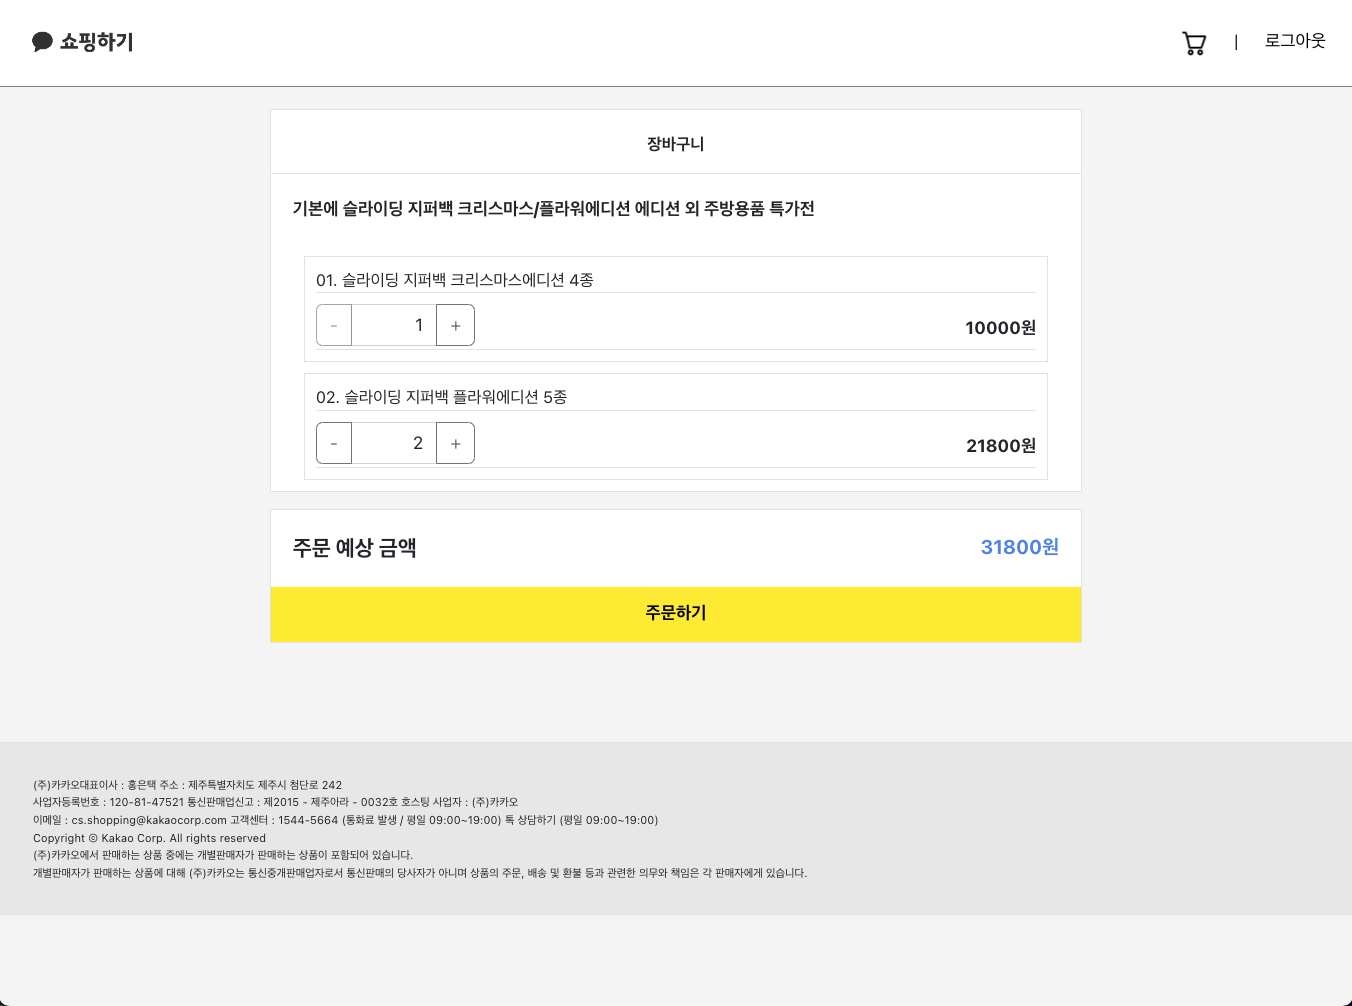 쇼핑하기
| 로그아웃
장바구니
기본에 슬라이딩 지퍼백 크리스마스/플라워에디션 에디션 외 주방용품 특가전
01. 슬라이딩 지퍼백 크리스마스에디션 4종
- 1 + 10000원
02. 슬라이딩 지퍼백 플라워에디션 5종
- 2 + 21800원
주문 예상 금액 31800원
주문하기
(주)카카오대표이사 : 홍은택 주소 : 제주특별자치도 제주시 첨단로 242
사업자등록번호 : 120-81-47521 통신판매업신고 : 제2015 - 제주아라 - 0032호 호스팅 사업자 : (주)카카오
이메일 : cs.shopping@kakaocorp.com 고객센터 : 1544-5664 (통화료 발생 / 평일 09:00~19:00) 톡 상담하기 (평일 09:00~19:00)
Copyright © Kakao Corp. All rights reserved
(주)카카오에서 판매하는 상품 중에는 개별판매자가 판매하는 상품이 포함되어 있습니다.
개별판매자가 판매하는 상품에 대해 (주)카카오는 통신중개판매업자로서 통신판매의 당사자가 아니며 상품의 주문, 배송 및 환불 등과 관련한 의무와 책임은 각 판매자에게 있습니다.